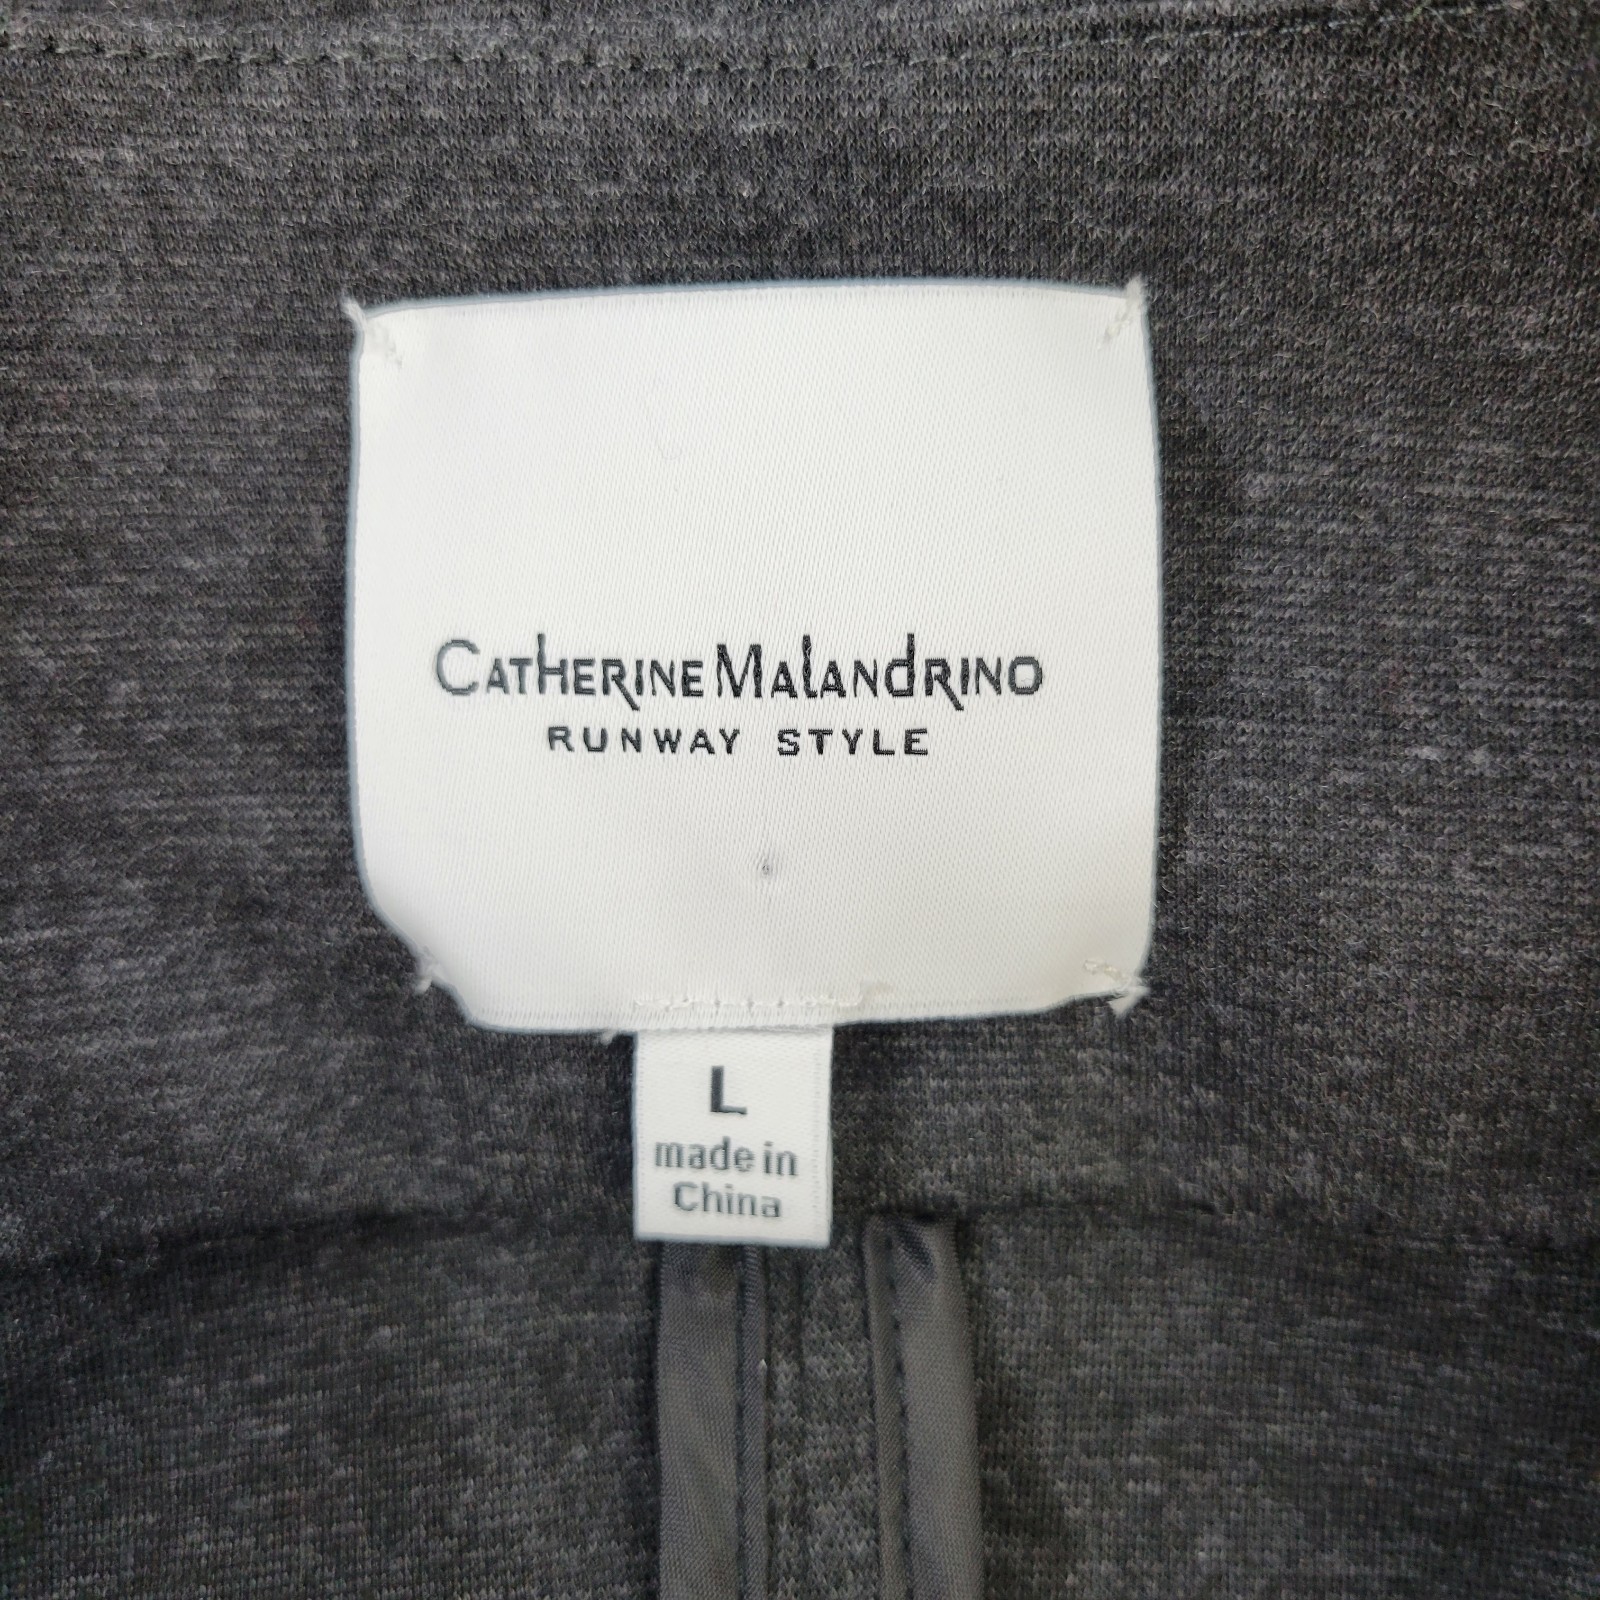 CATHERINE MALANDRINO
RUNWAY STYLE
L
made in
China